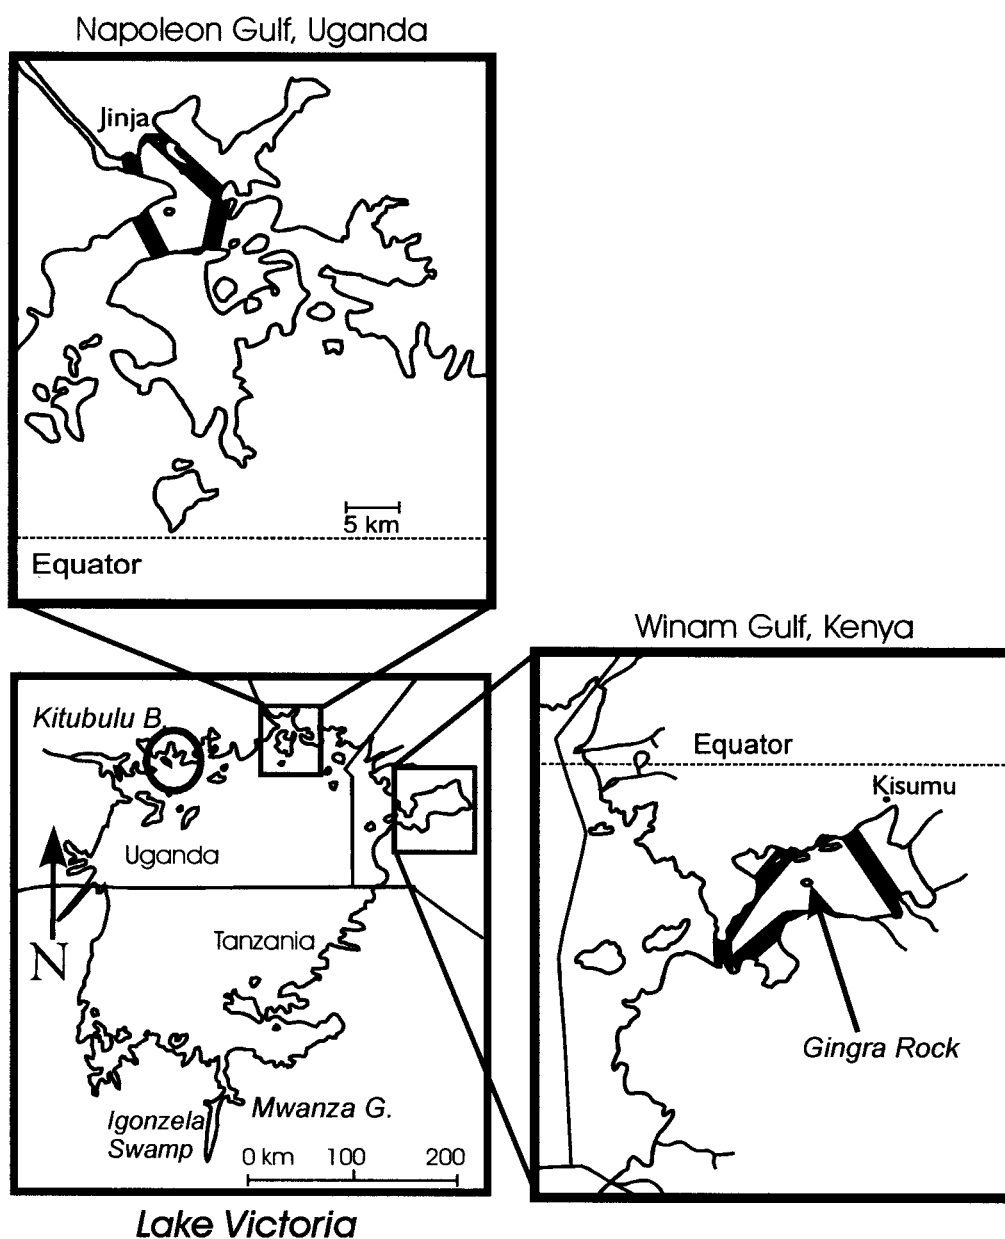 Napoleon Gulf, Uganda
Jinja
5 km
Equator
Winam Gulf, Kenya
Equator
Kisumu
Gingra Rock
Kitubulu B.
Uganda
N
Tanzania
Mwanza G.
Igonzela
Swamp
0 km 100 200
Lake Victoria